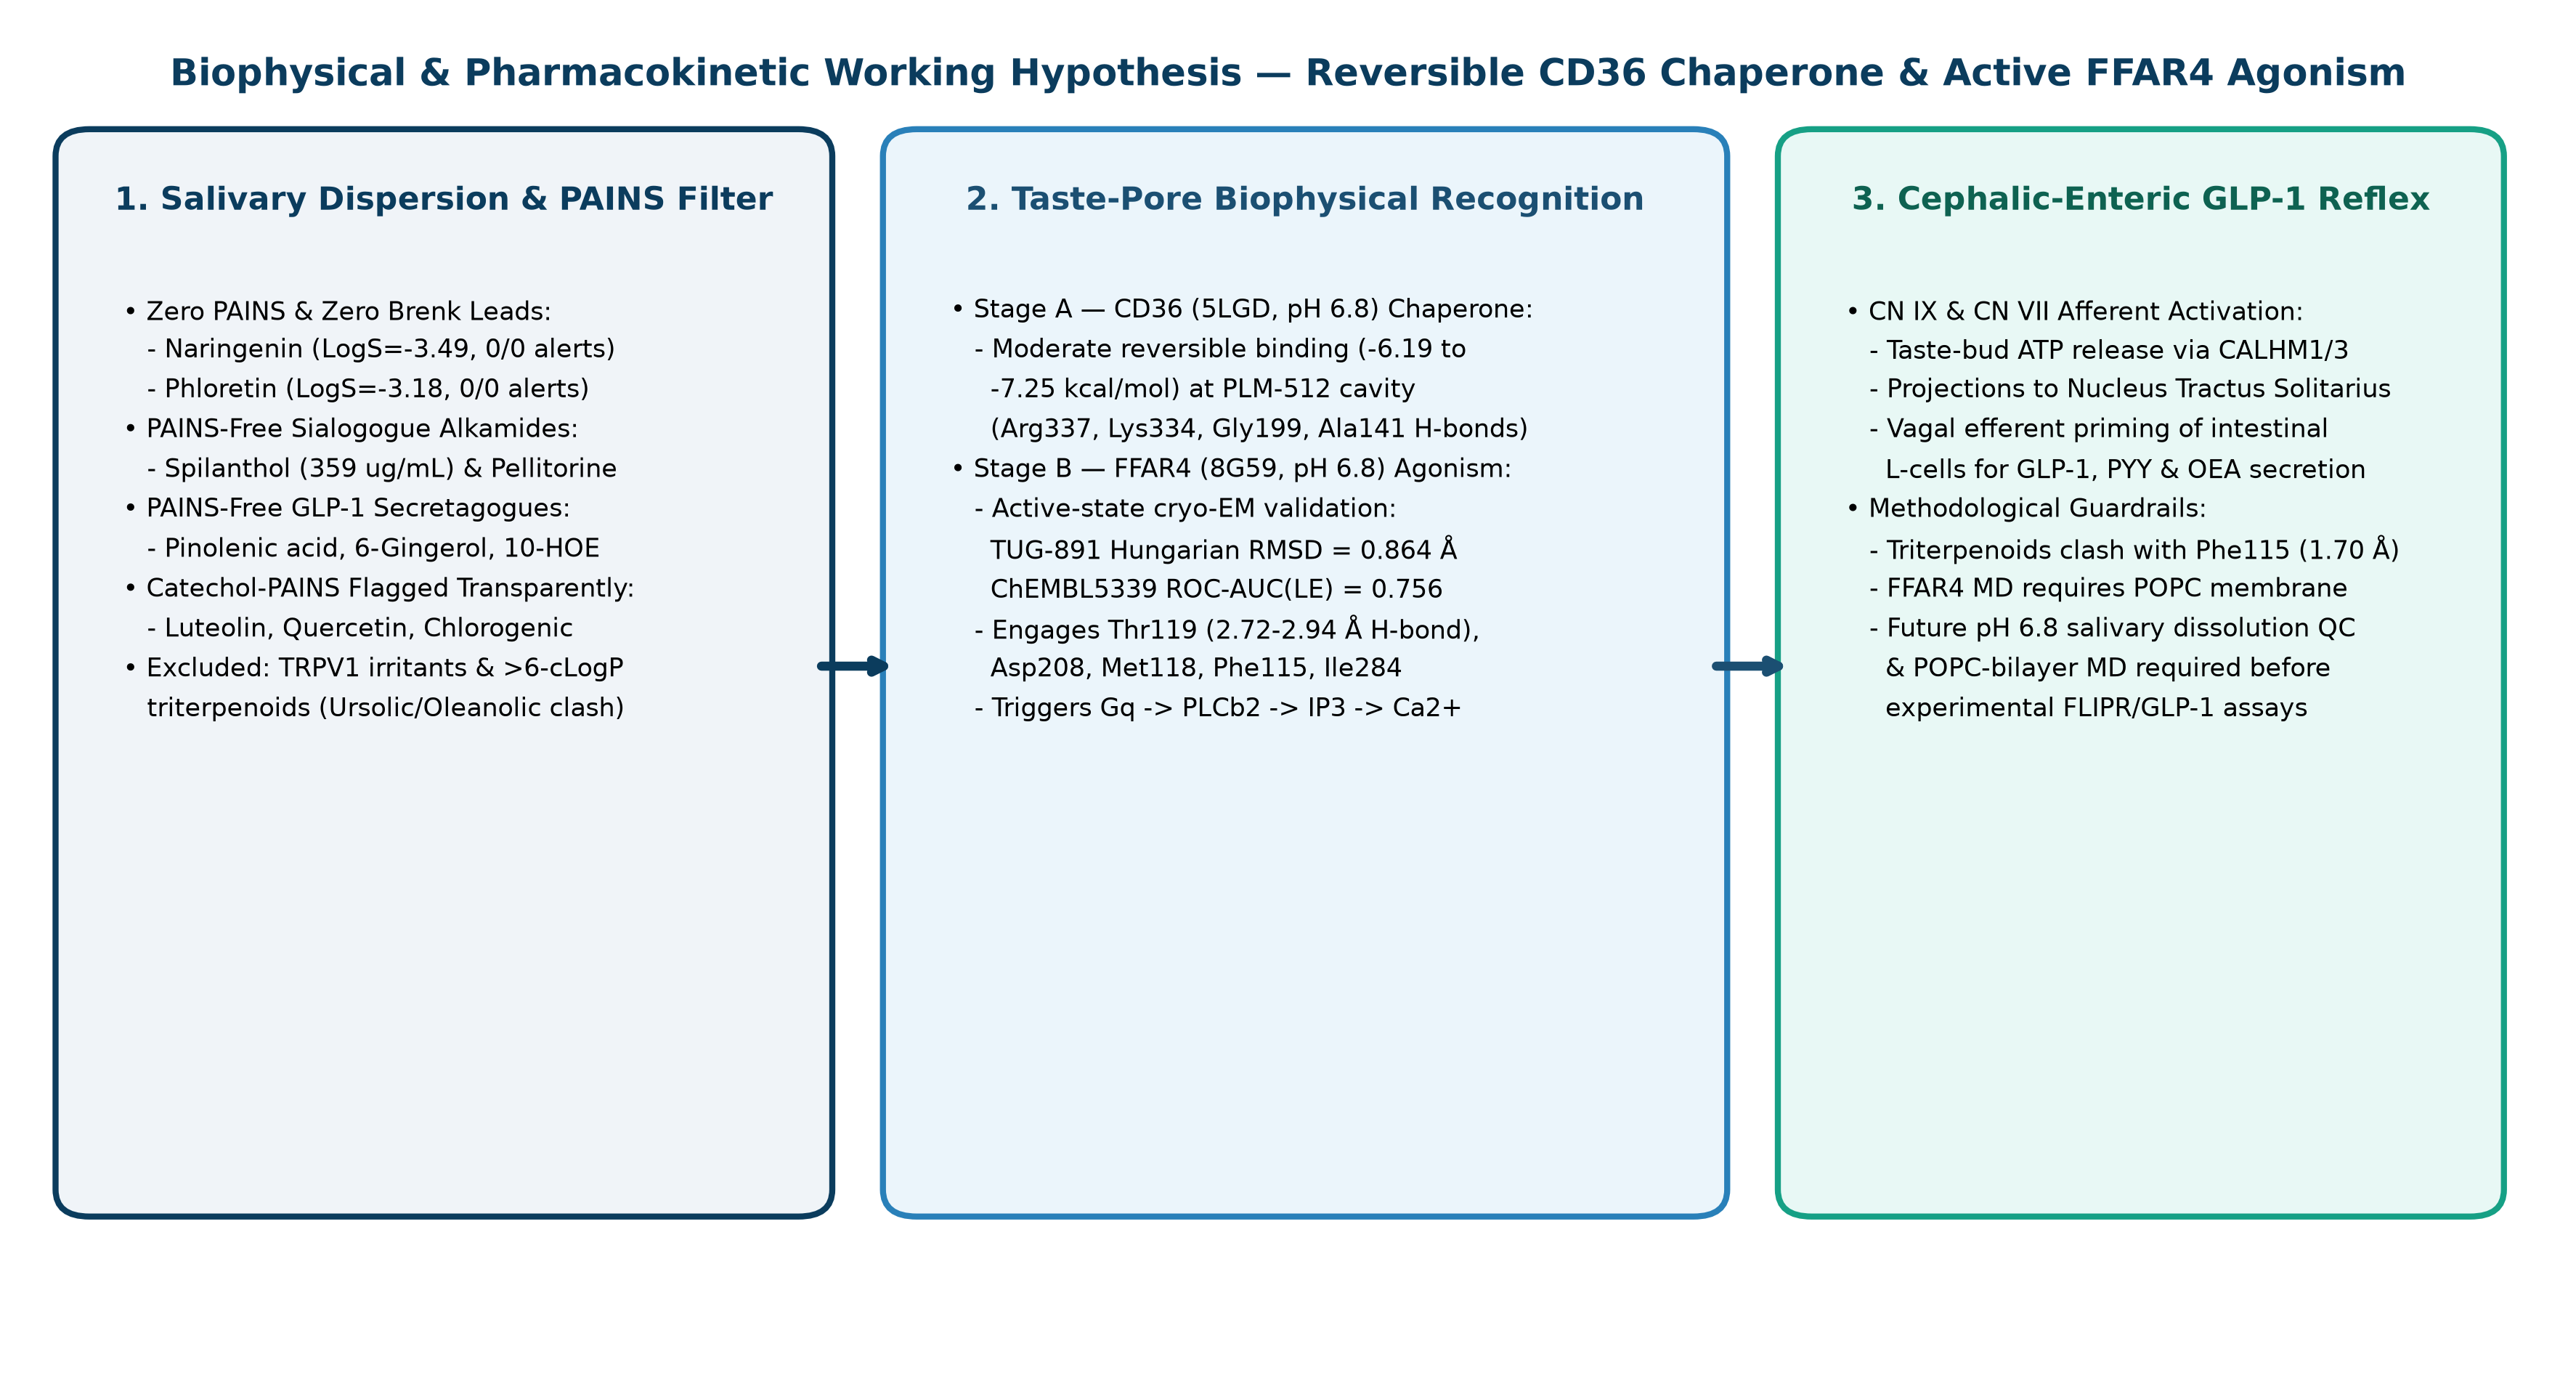 Biophysical & Pharmacokinetic Working Hypothesis — Reversible CD36 Chaperone & Active FFAR4 Agonism
1. Salivary Dispersion & PAINS Filter
• Zero PAINS & Zero Brenk Leads:
- Naringenin (LogS=-3.49, 0/0 alerts)
- Phloretin (LogS=-3.18, 0/0 alerts)
• PAINS-Free Sialogogue Alkamides:
- Spilanthol (359 ug/mL) & Pellitorine
• PAINS-Free GLP-1 Secretagogues:
- Pinolenic acid, 6-Gingerol, 10-HOE
• Catechol-PAINS Flagged Transparently:
- Luteolin, Quercetin, Chlorogenic
• Excluded: TRPV1 irritants & >6-cLogP
triterpenoids (Ursolic/Oleanolic clash)
2. Taste-Pore Biophysical Recognition
• Stage A — CD36 (5LGD, pH 6.8) Chaperone:
- Moderate reversible binding (-6.19 to
-7.25 kcal/mol) at PLM-512 cavity
(Arg337, Lys334, Gly199, Ala141 H-bonds)
• Stage B — FFAR4 (8G59, pH 6.8) Agonism:
- Active-state cryo-EM validation:
TUG-891 Hungarian RMSD = 0.864 Å
ChEMBL5339 ROC-AUC(LE) = 0.756
- Engages Thr119 (2.72-2.94 Å H-bond),
Asp208, Met118, Phe115, Ile284
- Triggers Gq -> PLCb2 -> IP3 -> Ca2+
3. Cephalic-Enteric GLP-1 Reflex
• CN IX & CN VII Afferent Activation:
- Taste-bud ATP release via CALHM1/3
- Projections to Nucleus Tractus Solitarius
- Vagal efferent priming of intestinal
L-cells for GLP-1, PYY & OEA secretion
• Methodological Guardrails:
- Triterpenoids clash with Phe115 (1.70 Å)
- FFAR4 MD requires POPC membrane
- Future pH 6.8 salivary dissolution QC
& POPC-bilayer MD required before
experimental FLIPR/GLP-1 assays